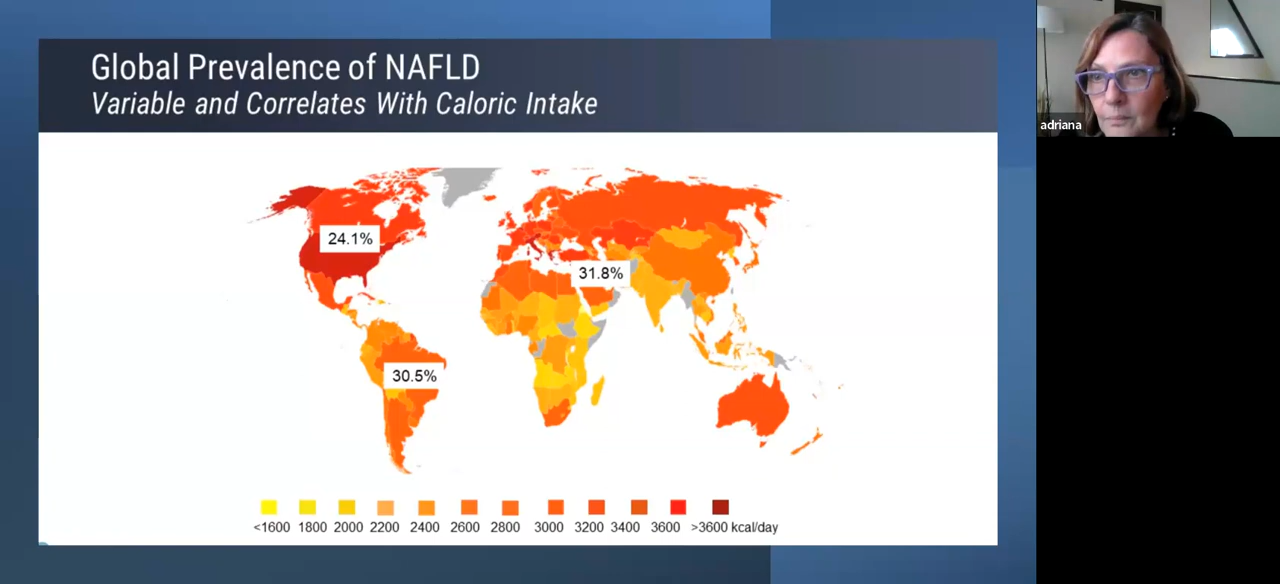 Global Prevalence of NAFLD
Variable and Correlates With Caloric Intake
adriana
24.1%
31.8%
30.5%
<1600 1800 2000 2200 2400 2600 2800 3000 3200 3400 3600 >3600 kcal/day